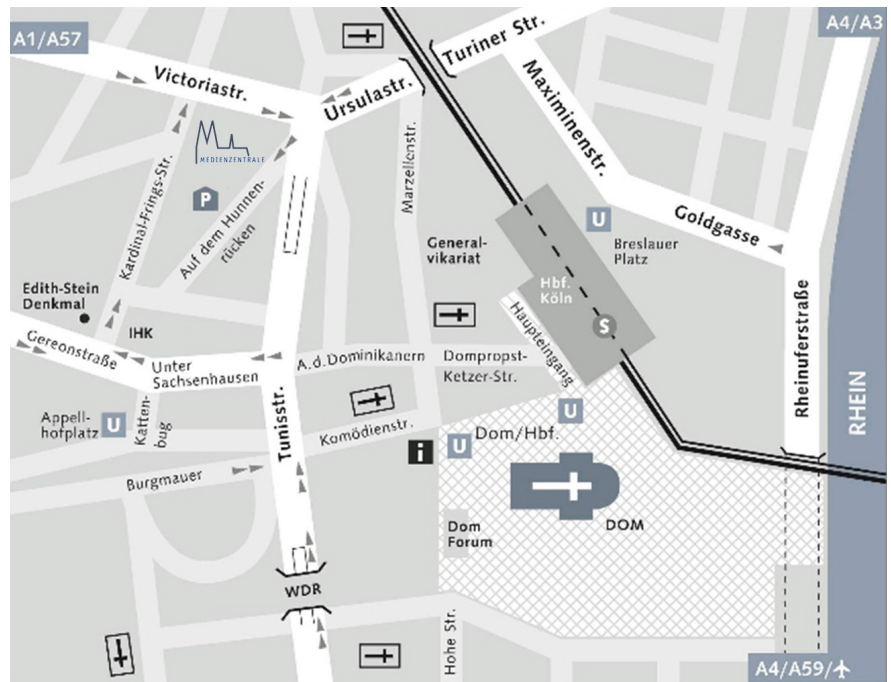 A1/A57
A4/A3
Turiner Str.
Victoriastr.
Ursulastr.
Maximinenstr.
MEDIENZENTRALE
P
Kardinal-Frings-Str.
Auf dem Hunnen-
rücken
Marzellenstr.
General-
vikariat
U
Breslauer
Platz
Goldgasse
Hbf.
Köln
S
Haupteingang
Edith-Stein
Denkmal
IHK
Gereonstraße
Unter
Sachsenhausen
A.d.Dominikanern
Dompropst-
Ketzer-Str.
Rheinuferstraße
RHEIN
Appell-
hofplatz
U
Katten-
bug
Tunisstr.
Komödienstr.
U
i
U
Dom/Hbf.
Burgmauer
DOM
Dom
Forum
WDR
Hohe Str.
A4/A59/